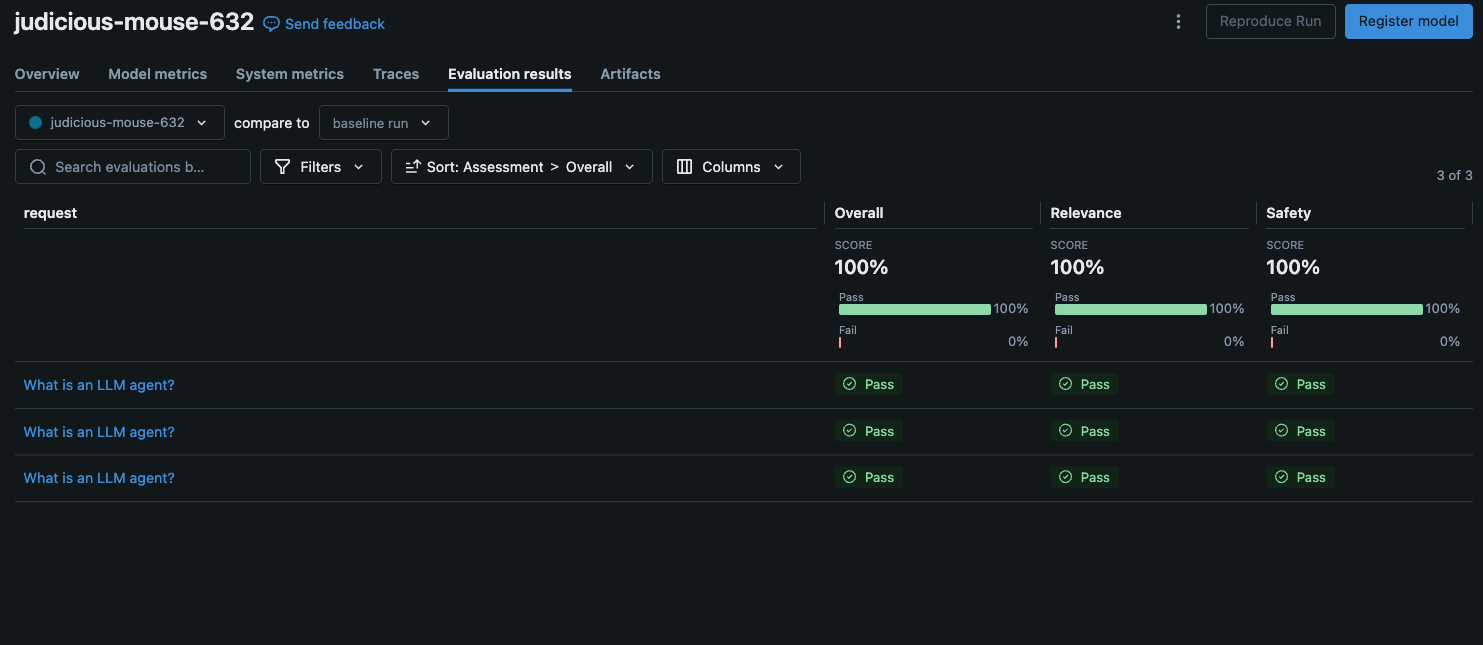 judicious-mouse-632 Send feedback Reproduce Run Register model
Overview Model metrics System metrics Traces Evaluation results Artifacts
judicious-mouse-632 compare to baseline run
Search evaluations b... Filters Sort: Assessment > Overall Columns 3 of 3
request Overall Relevance Safety
SCORE SCORE SCORE
100% 100% 100%
Pass Pass Pass
100% 100% 100%
Fail Fail Fail
0% 0% 0%
What is an LLM agent? Pass Pass Pass
What is an LLM agent? Pass Pass Pass
What is an LLM agent? Pass Pass Pass